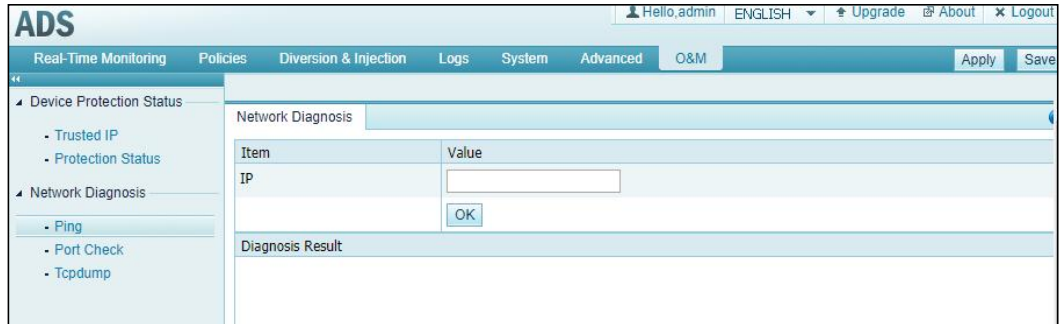 ADS
Hello,admin ENGLISH Upgrade About Logout
Real-Time Monitoring Policies Diversion & Injection Logs System Advanced O&M Apply Save
Device Protection Status
Trusted IP
Protection Status
Network Diagnosis
Ping
Port Check
Tcpdump
Network Diagnosis
Item Value
IP
OK
Diagnosis Result